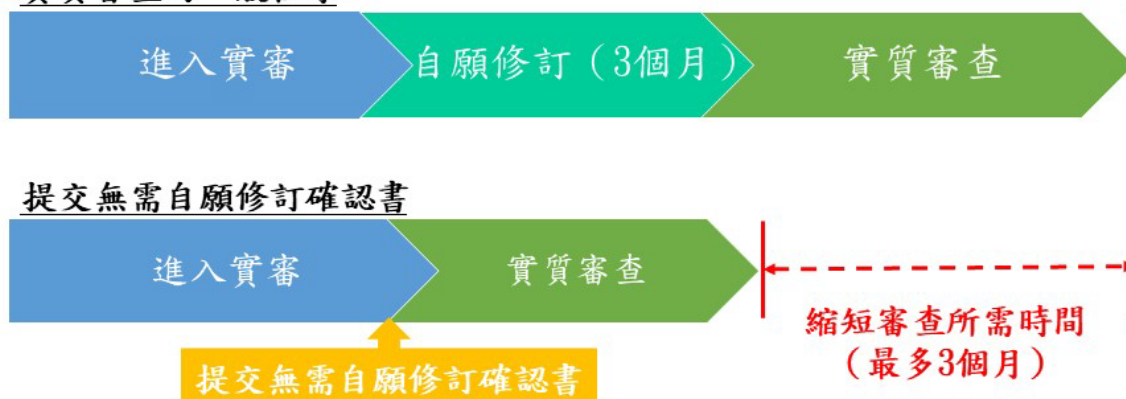 進入實審
自願修訂（3個月）
實質審查
提交無需自願修訂確認書
進入實審
實質審查
縮短審查所需時間
（最多3個月）
提交無需自願修訂確認書